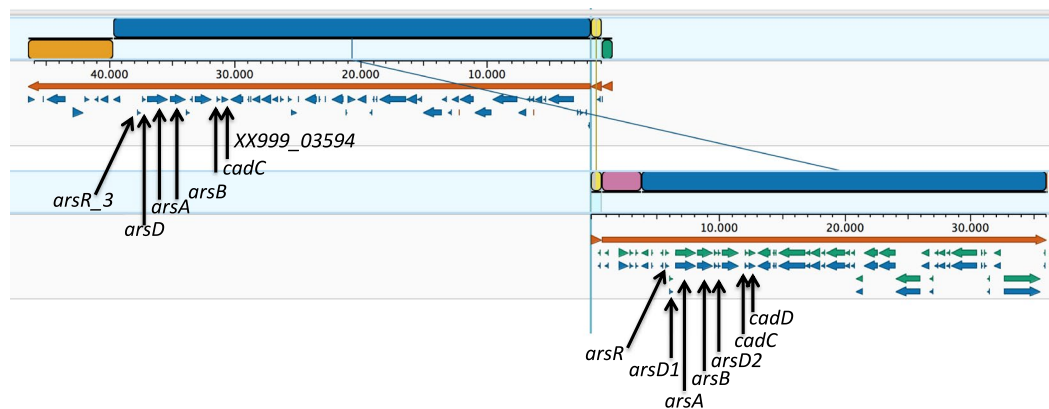 40.000 30.000 20.000 10.000
XX999_03594
cadC
arsR_3 arsA arsB
arsD
10.000 20.000 30.000
cadD
arsR cadC
arsD1 arsD2
arsB
arsA